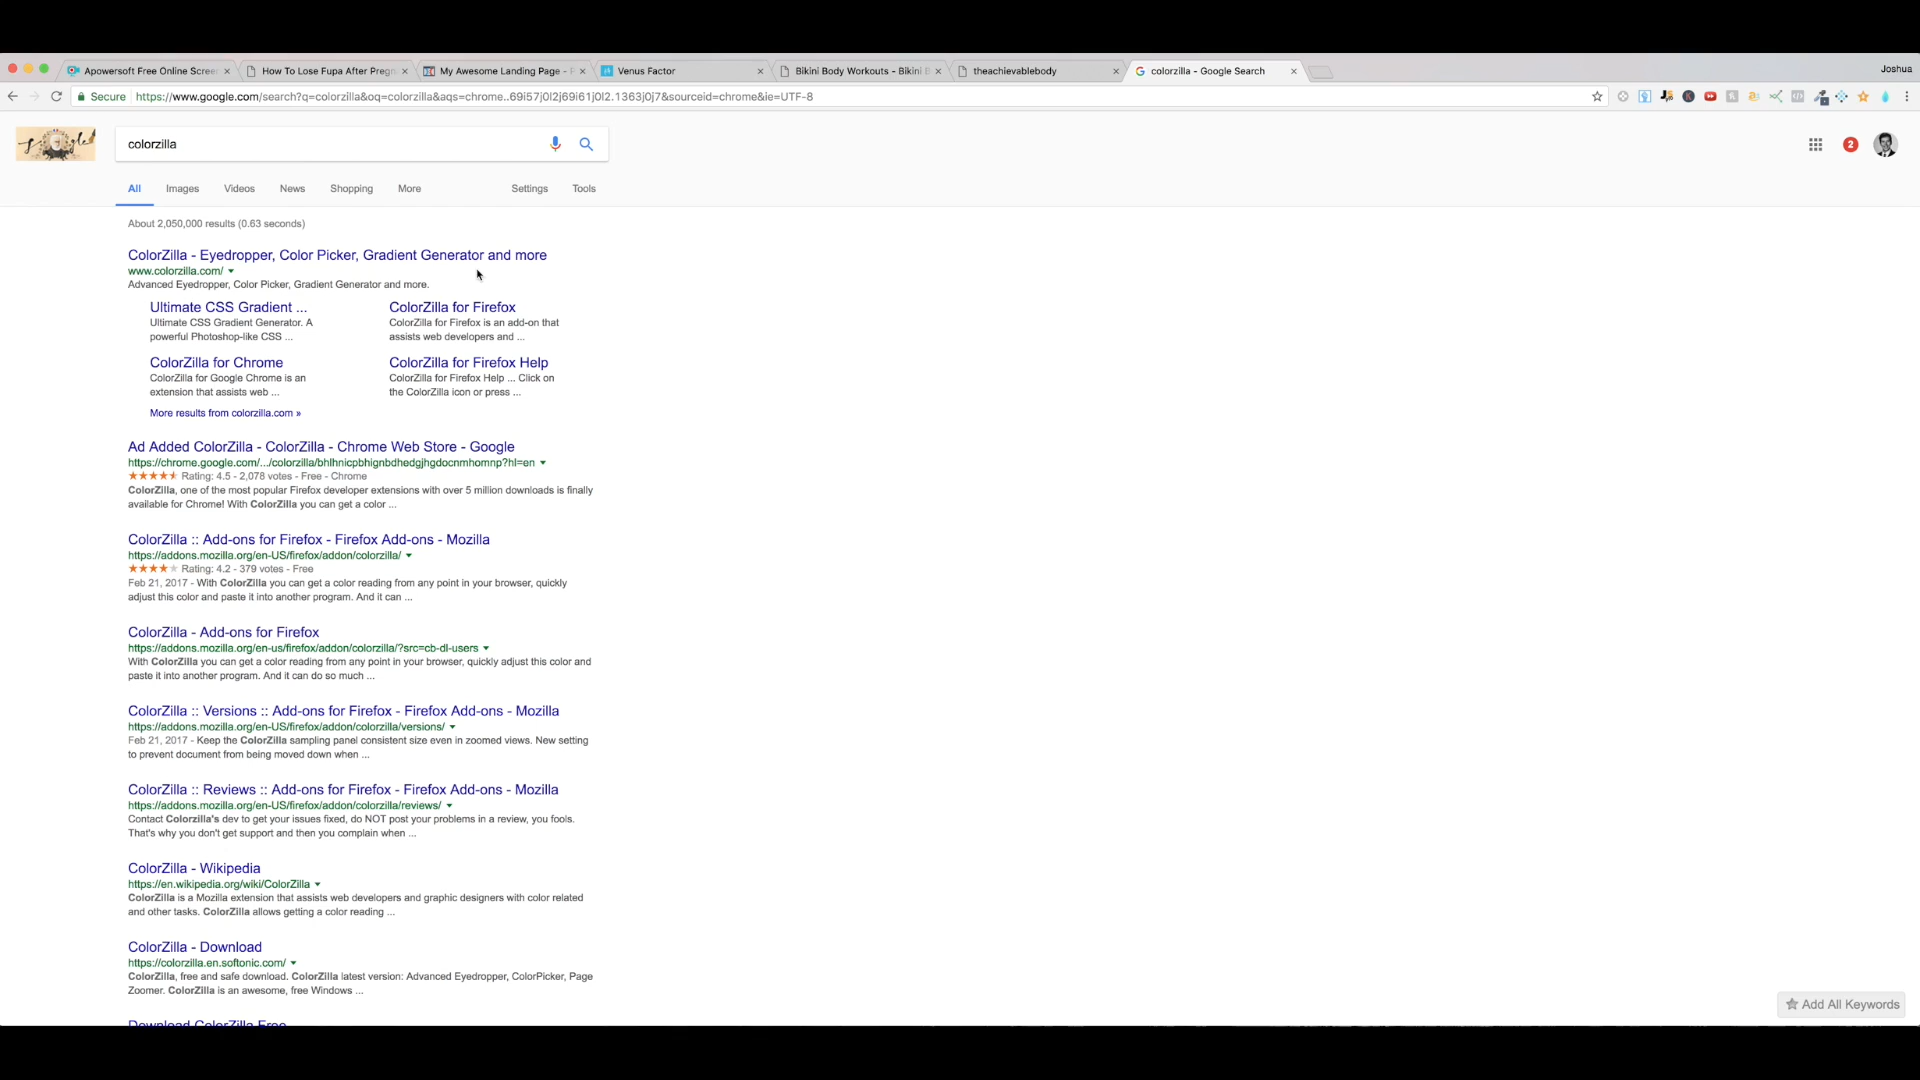 Joshua
Apowersoft Free Online Scree
How To Lose Fupa After Pregn
My Awesome Landing Page - F
Venus Factor
Bikini Body Workouts - Bikini B
theachievablebody
colorzilla - Google Search
Secure
https://www.google.com/search?q=colorzilla&oq=colorzilla&aqs=chrome..69i57j0l2j69i61j0l2.1363j0j7&sourceid=chrome&ie=UTF-8
colorzilla
2
All
Images
Videos
News
Shopping
More
Settings
Tools
About 2,050,000 results (0.63 seconds)
ColorZilla - Eyedropper, Color Picker, Gradient Generator and more
www.colorzilla.com/
Advanced Eyedropper, Color Picker, Gradient Generator and more.
Ultimate CSS Gradient ...
Ultimate CSS Gradient Generator. A
powerful Photoshop-like CSS ...
ColorZilla for Firefox
ColorZilla for Firefox is an add-on that
assists web developers and ...
ColorZilla for Chrome
ColorZilla for Google Chrome is an
extension that assists web ...
ColorZilla for Firefox Help
ColorZilla for Firefox Help ... Click on
the ColorZilla icon or press ...
More results from colorzilla.com »
Ad Added ColorZilla - ColorZilla - Chrome Web Store - Google
https://chrome.google.com/.../colorzilla/bhlhnicpbhignbdhedgjhgdocnmhomnp?hl=en
Rating: 4.5 - 2,078 votes - Free - Chrome
ColorZilla, one of the most popular Firefox developer extensions with over 5 million downloads is finally
available for Chrome! With ColorZilla you can get a color ...
ColorZilla :: Add-ons for Firefox - Firefox Add-ons - Mozilla
https://addons.mozilla.org/en-US/firefox/addon/colorzilla/
Rating: 4.2 - 379 votes - Free
Feb 21, 2017 - With ColorZilla you can get a color reading from any point in your browser, quickly
adjust this color and paste it into another program. And it can ...
ColorZilla - Add-ons for Firefox
https://addons.mozilla.org/en-us/firefox/addon/colorzilla/?src=cb-dl-users
With ColorZilla you can get a color reading from any point in your browser, quickly adjust this color and
paste it into another program. And it can do so much ...
ColorZilla :: Versions :: Add-ons for Firefox - Firefox Add-ons - Mozilla
https://addons.mozilla.org/en-US/firefox/addon/colorzilla/versions/
Feb 21, 2017 - Keep the ColorZilla sampling panel consistent size even in zoomed views. New setting
to prevent document from being moved down when ...
ColorZilla :: Reviews :: Add-ons for Firefox - Firefox Add-ons - Mozilla
https://addons.mozilla.org/en-US/firefox/addon/colorzilla/reviews/
Contact Colorzilla's dev to get your issues fixed, do NOT post your problems in a review, you fools.
That's why you don't get support and then you complain when ...
ColorZilla - Wikipedia
https://en.wikipedia.org/wiki/ColorZilla
ColorZilla is a Mozilla extension that assists web developers and graphic designers with color related
and other tasks. ColorZilla allows getting a color reading ...
ColorZilla - Download
https://colorzilla.en.softonic.com/
ColorZilla, free and safe download. ColorZilla latest version: Advanced Eyedropper, ColorPicker, Page
Zoomer. ColorZilla is an awesome, free Windows ...
Add All Keywords
Download ColorZilla Free